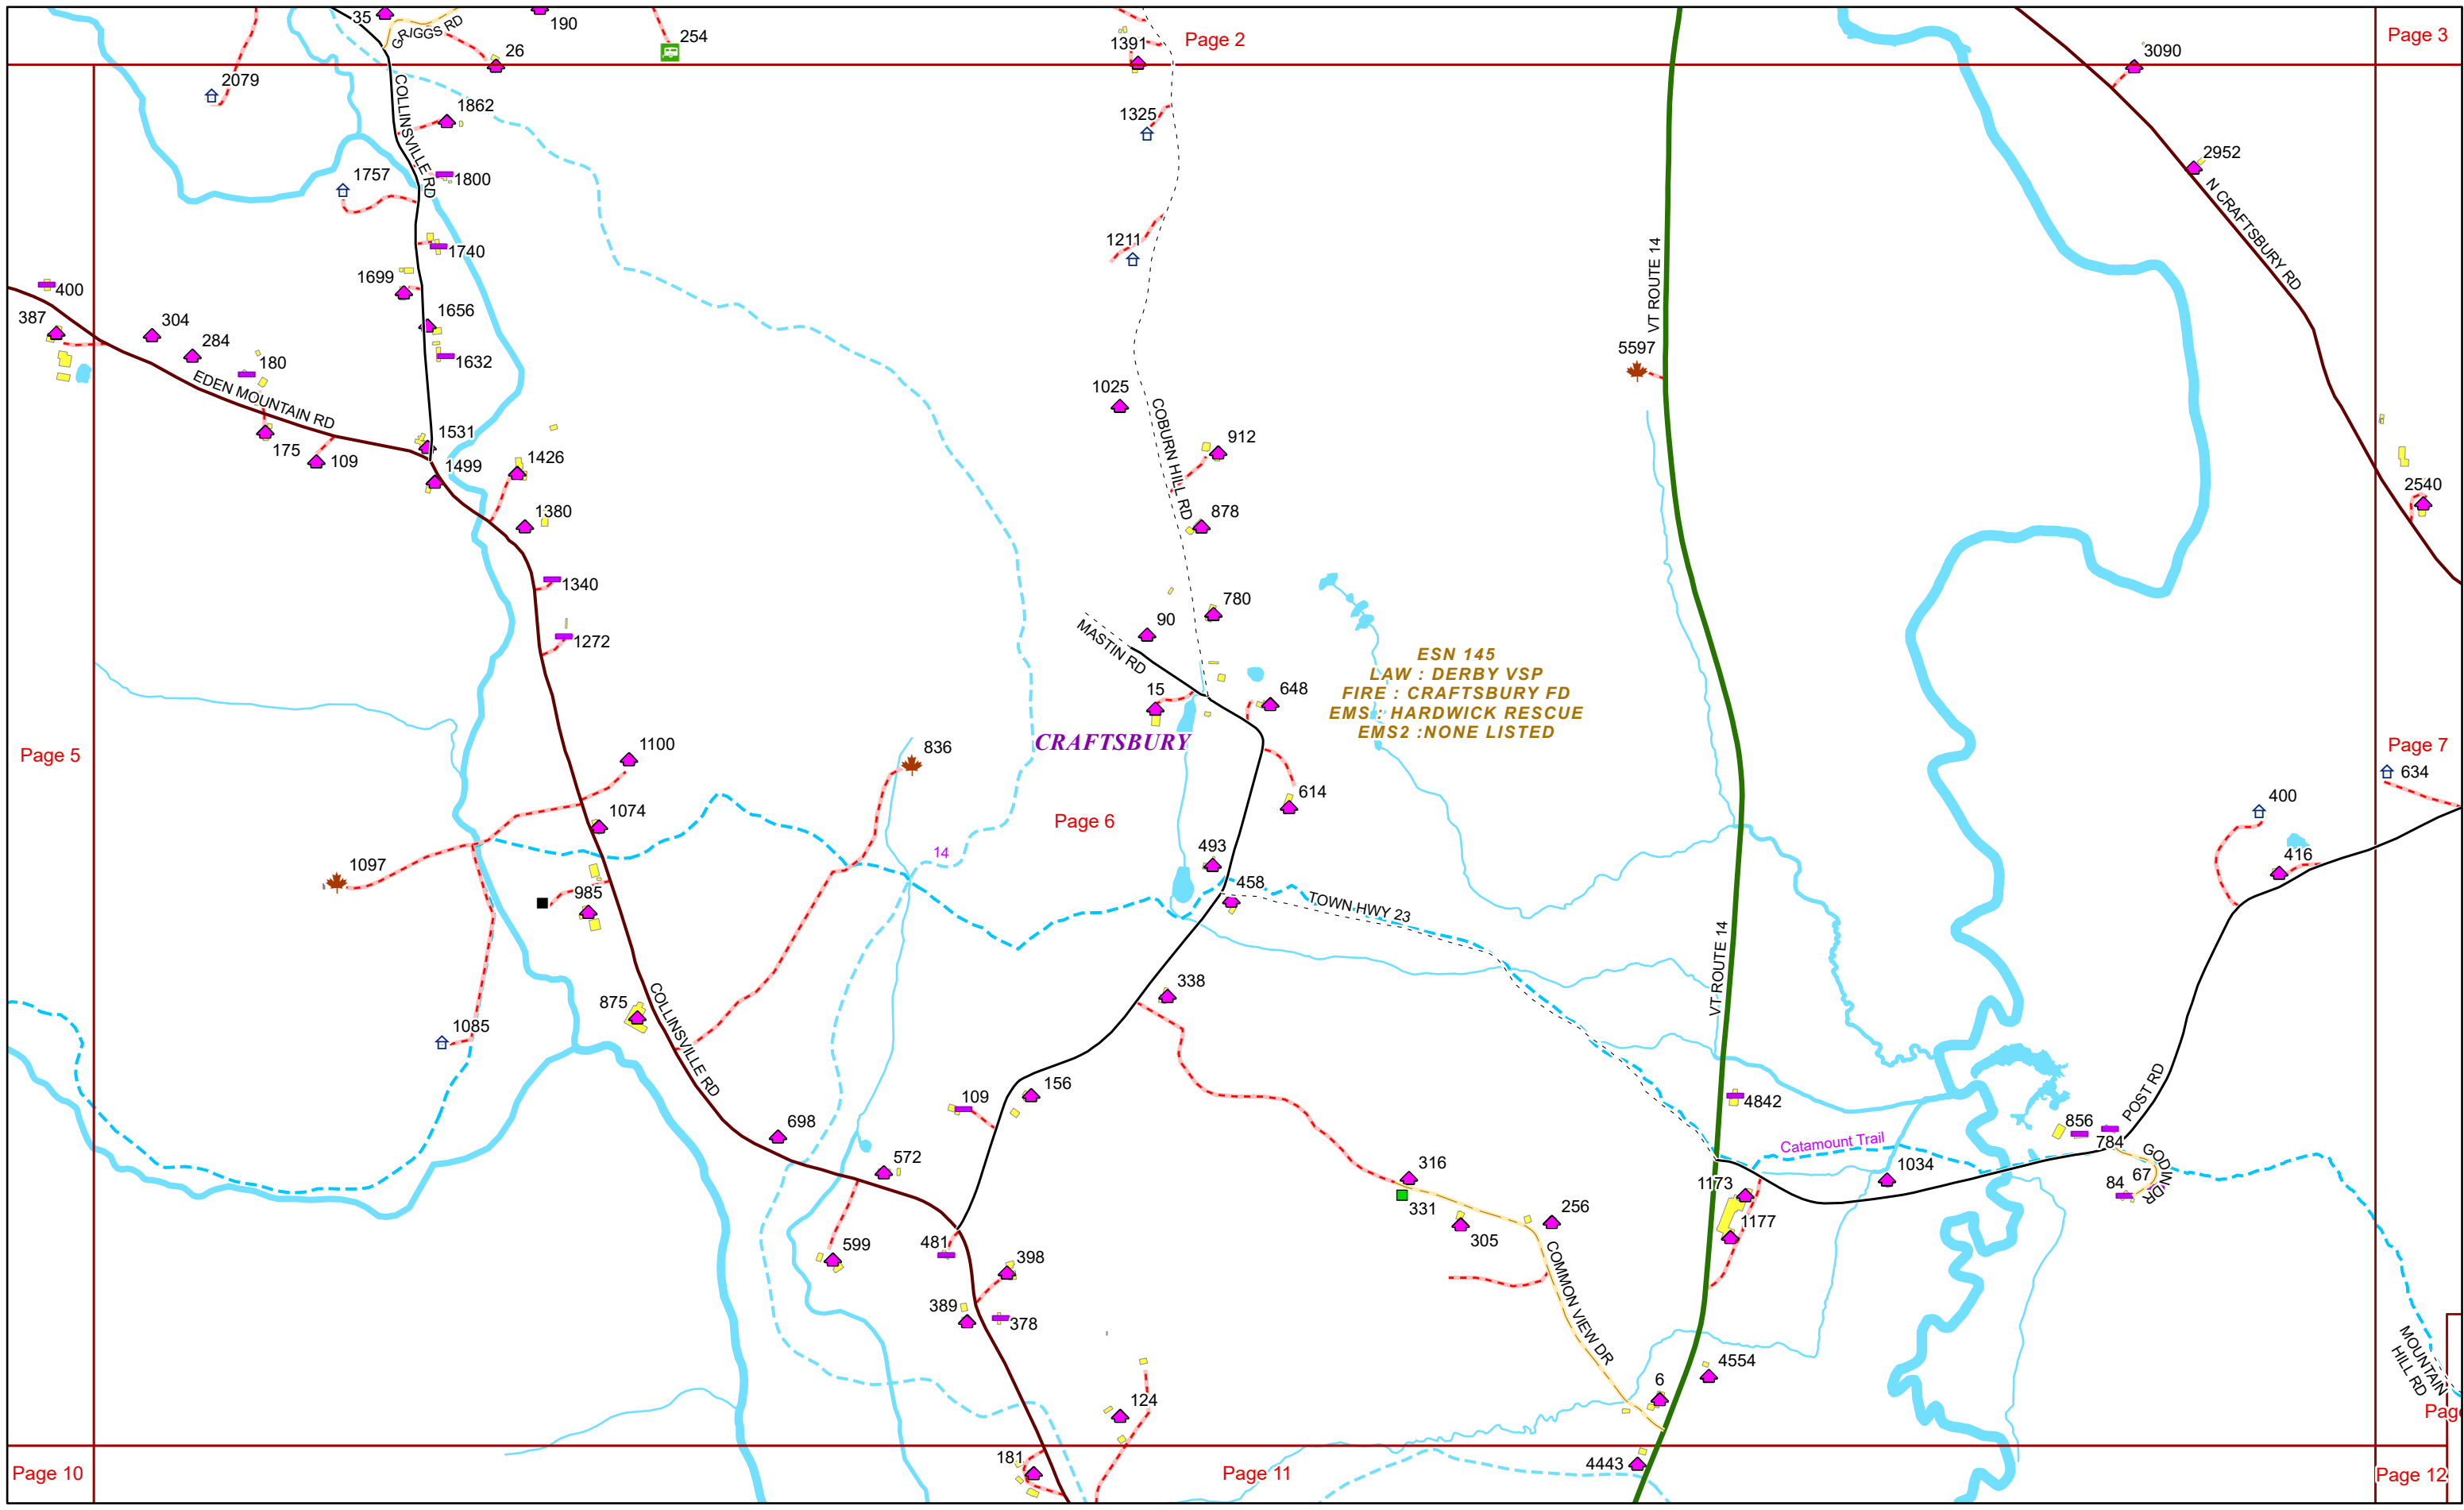 35
GRIGGS RD
190
254
1391
Page 2
Page 3
26
3090
2079
COLLINSVILLE RD
1862
1325
2952
1757
1800
N CRAFTSBURY RD
1211
1740
1699
VT ROUTE 14
400
387
304
284
1656
180
1632
5597
EDEN MOUNTAIN RD
1025
COBURN HILL RD
175
109
1531
912
1499
1426
2540
1380
878
1340
780
90
1272
MASTIN RD
ESN 145
LAW : DERBY VSP
FIRE : CRAFTSBURY FD
EMS : HARDWICK RESCUE
EMS2 :NONE LISTED
15
648
CRAFTSBURY
Page 5
1100
836
Page 7
634
614
400
1074
Page 6
14
493
416
1097
458
985
TOWN HWY 23
VT ROUTE 14
338
875
COLLINSVILLE RD
1085
156
109
4842
POST RD
856
784
698
Catamount Trail
GODIN DR
572
316
1034
67
84
1173
331
256
1177
305
599
481
398
COMMON VIEW DR
389
378
MOUNTAIN
HILL RD
4554
6
124
Pag
181
Page 10
Page 11
4443
Page 12